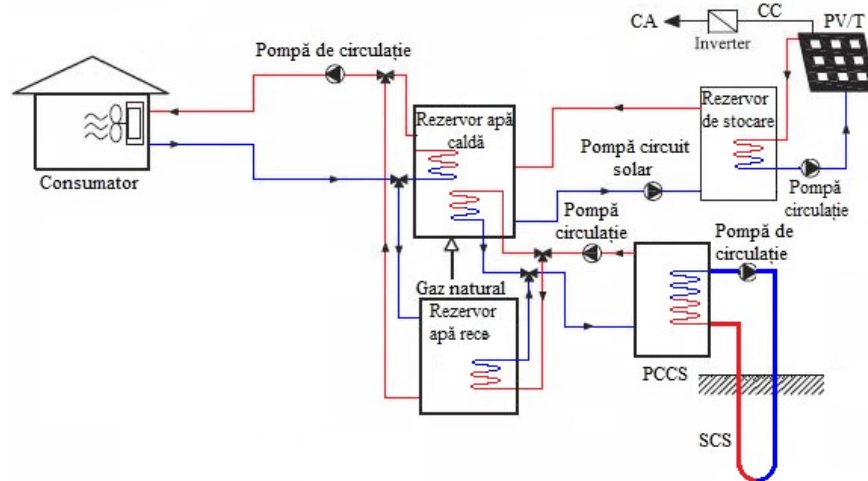 CA
CC
PV/T
Inverter
Pompă de circulație
Rezervor apă
caldă
Rezervor
de stocare
Pompă circuit
solar
Consumator
Pompă
circulație
Pompă
circulație
Pompă de
circulație
Gaz natural
Rezervor
apă rece
PCCS
SCS